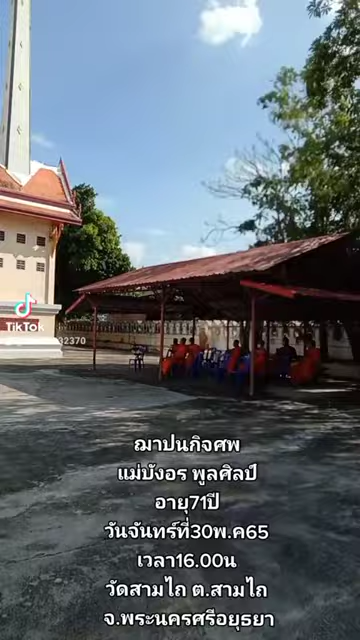 TikTok
32370
ฌาปนกิจศพ
แม่บังอร พูลศิลป์
อายุ71ปี
วันจันทร์ที่30พ.ค65
เวลา16.00น
วัดสามไถ ต.สามไถ
จ.พระนครศรีอยุธยา